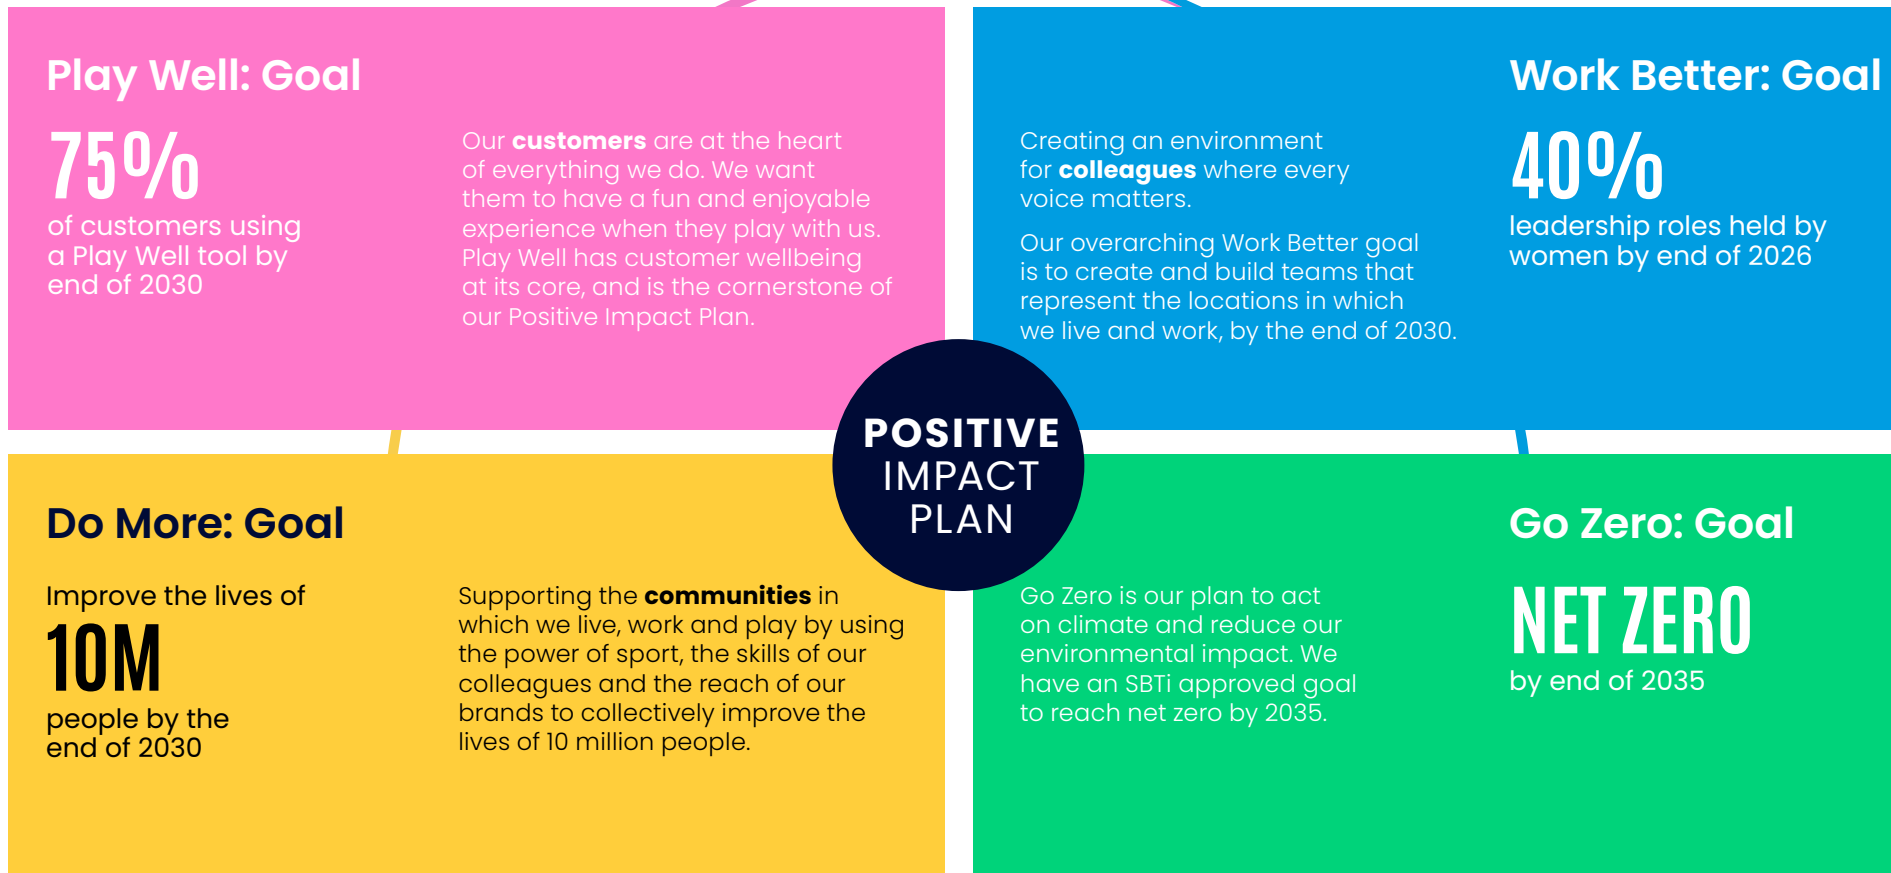 Play Well: Goal
75%
of customers using
a Play Well tool by
end of 2030
Our customers are at the heart
of everything we do. We want
them to have a fun and enjoyable
experience when they play with us.
Play Well has customer wellbeing
at its core, and is the cornerstone of
our Positive Impact Plan.
Work Better: Goal
Creating an environment
for colleagues where every
voice matters.
Our overarching Work Better goal
is to create and build teams that
represent the locations in which
we live and work, by the end of 2030.
40%
leadership roles held by
women by end of 2026
POSITIVE
IMPACT
PLAN
Do More: Goal
Improve the lives of
10M
people by the
end of 2030
Supporting the communities in
which we live, work and play by using
the power of sport, the skills of our
colleagues and the reach of our
brands to collectively improve the
lives of 10 million people.
Go Zero: Goal
Go Zero is our plan to act
on climate and reduce our
environmental impact. We
have an SBTi approved goal
to reach net zero by 2035.
NET ZERO
by end of 2035